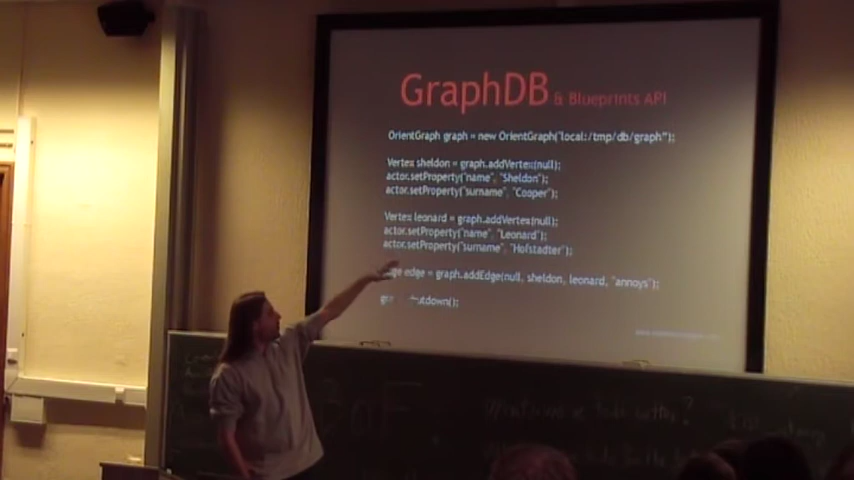 GraphDB & Blueprints API
OrientGraph graph = new OrientGraph("local:/tmp/db/graph");
Vertex sheldon = graph.addVertex(null);
actor.setProperty("name", "Sheldon");
actor.setProperty("surname", "Cooper");
Vertex leonard = graph.addVertex(null);
actor.setProperty("name", "Leonard");
actor.setProperty("surname", "Hofstadter");
edge = graph.addEdge(null, sheldon, leonard, "annoys");